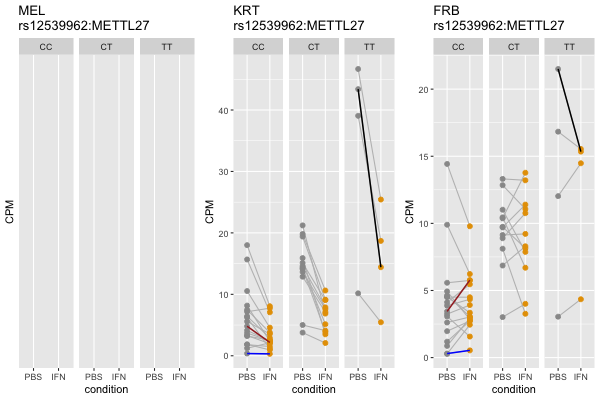 MEL
rs12539962:METTL27
CC CT TT
CPM
PBS IFN PBS IFN PBS IFN
condition
KRT
rs12539962:METTL27
CC CT TT
CPM
40
30
20
10
0
PBS IFN PBS IFN PBS IFN
condition
FRB
rs12539962:METTL27
CC CT TT
CPM
20
15
10
5
0
PBS IFN PBS IFN PBS IFN
condition